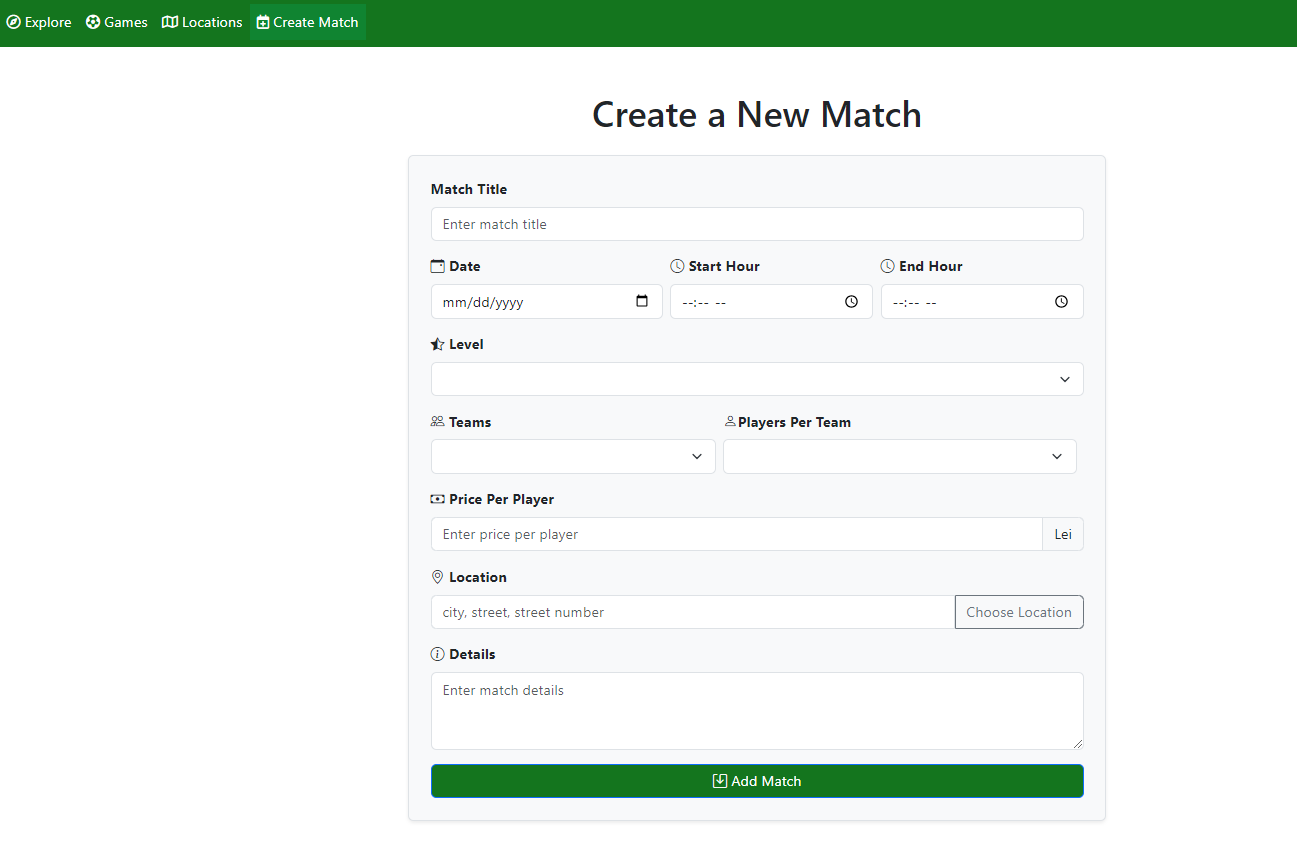 Explore Games Locations Create Match
Create a New Match
Match Title
Enter match title
Date Start Hour End Hour
mm/dd/yyyy --:-- -- --:-- --
Level
Teams Players Per Team
Price Per Player
Enter price per player Lei
Location
city, street, street number Choose Location
Details
Enter match details
Add Match